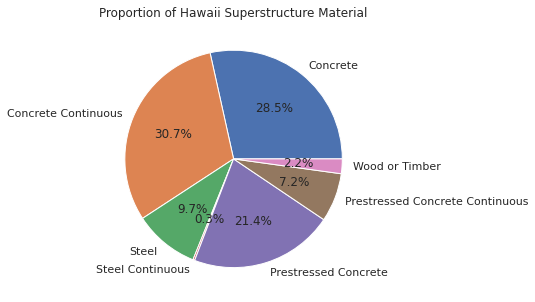 Proportion of Hawaii Superstructure Material
Concrete
28.5%
Concrete Continuous
30.7%
Steel
9.7%
Steel Continuous
0.3%
Prestressed Concrete
21.4%
Prestressed Concrete Continuous
7.2%
Wood or Timber
2.2%